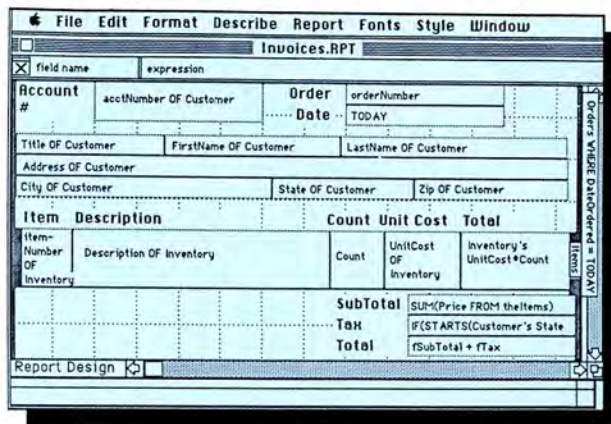 File Edit Format Describe Report Fonts Style Window
Invoices.RPT
field name expression
Account # acctNumber OF Customer Order orderNumber
Date TODAY
Title OF Customer FirstName OF Customer LastName OF Customer
Address OF Customer
City OF Customer State OF Customer Zip OF Customer
Item Description Count Unit Cost Total
Item-Number OF Inventory Description OF Inventory Count UnitCost OF Inventory Inventory's UnitCost*Count
Items
Orders WHERE DateOrdered = TODAY
SubTotal SUM(Price FROM theItems)
Tax IF(STARTS(Customer's State
Total fSubTotal + fTax
Report Design